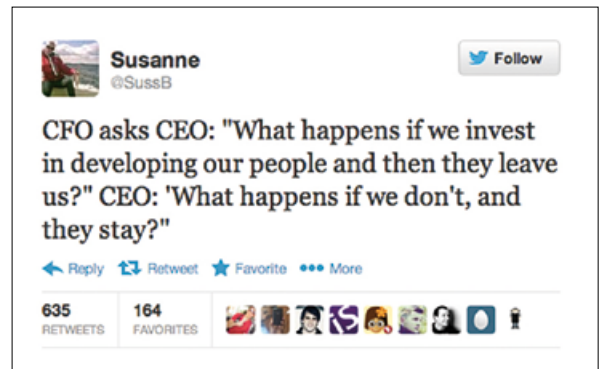 Susanne
@SussB
Follow
CFO asks CEO: "What happens if we invest
in developing our people and then they leave
us?" CEO: 'What happens if we don't, and
they stay?"
Reply Retweet Favorite More
635 164
RETWEETS FAVORITES